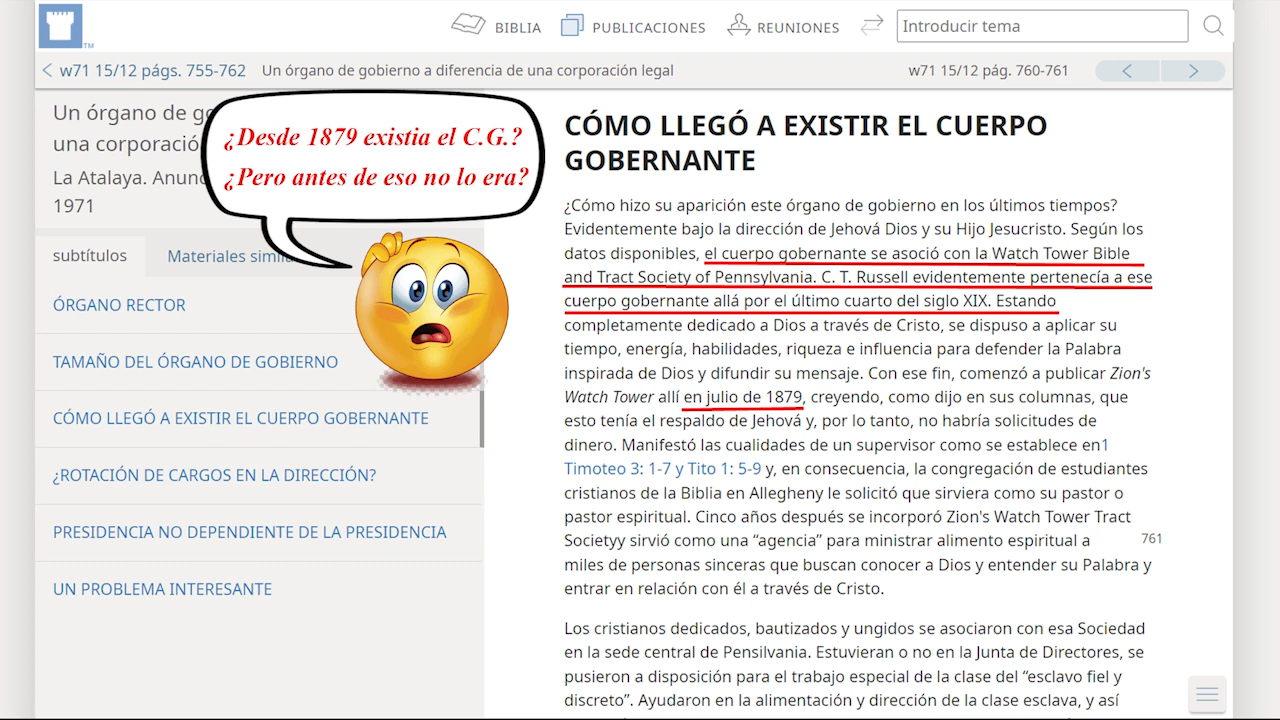 TM
BIBLIA
PUBLICACIONES
REUNIONES
Introducir tema
w71 15/12 págs. 755-762
Un órgano de gobierno a diferencia de una corporación legal
w71 15/12 pág. 760-761
Un órgano de go
una corporació
La Atalaya. Anunc
1971
¿Desde 1879 existia el C.G.?
¿Pero antes de eso no lo era?
subtítulos
Materiales simila
ÓRGANO RECTOR
TAMAÑO DEL ÓRGANO DE GOBIERNO
CÓMO LLEGÓ A EXISTIR EL CUERPO GOBERNANTE
¿ROTACIÓN DE CARGOS EN LA DIRECCIÓN?
PRESIDENCIA NO DEPENDIENTE DE LA PRESIDENCIA
UN PROBLEMA INTERESANTE
CÓMO LLEGÓ A EXISTIR EL CUERPO
GOBERNANTE
¿Cómo hizo su aparición este órgano de gobierno en los últimos tiempos?
Evidentemente bajo la dirección de Jehová Dios y su Hijo Jesucristo. Según los
datos disponibles, el cuerpo gobernante se asoció con la Watch Tower Bible
and Tract Society of Pennsylvania. C. T. Russell evidentemente pertenecía a ese
cuerpo gobernante allá por el último cuarto del siglo XIX. Estando
completamente dedicado a Dios a través de Cristo, se dispuso a aplicar su
tiempo, energía, habilidades, riqueza e influencia para defender la Palabra
inspirada de Dios y difundir su mensaje. Con ese fin, comenzó a publicar Zion's
Watch Tower allí en julio de 1879, creyendo, como dijo en sus columnas, que
esto tenía el respaldo de Jehová y, por lo tanto, no habría solicitudes de
dinero. Manifestó las cualidades de un supervisor como se establece en1
Timoteo 3: 1-7 y Tito 1: 5-9 y, en consecuencia, la congregación de estudiantes
cristianos de la Biblia en Allegheny le solicitó que sirviera como su pastor o
pastor espiritual. Cinco años después se incorporó Zion's Watch Tower Tract
Societyy sirvió como una “agencia” para ministrar alimento espiritual a
761
miles de personas sinceras que buscan conocer a Dios y entender su Palabra y
entrar en relación con él a través de Cristo.
Los cristianos dedicados, bautizados y ungidos se asociaron con esa Sociedad
en la sede central de Pensilvania. Estuvieran o no en la Junta de Directores, se
pusieron a disposición para el trabajo especial de la clase del “esclavo fiel y
discreto”. Ayudaron en la alimentación y dirección de la clase esclava, y así